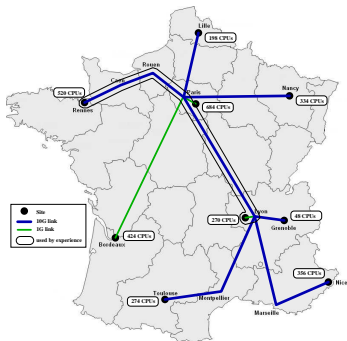 Lille
198 CPUs
Rouen
Caen
Paris
Nancy
520 CPUs
Rennes
684 CPUs
334 CPUs
Site
10G link
1G link
used by experience
270 CPUs
Lyon
48 CPUs
Grenoble
424 CPUs
Bordeaux
356 CPUs
Nice
Toulouse
274 CPUs
Montpellier
Marseille